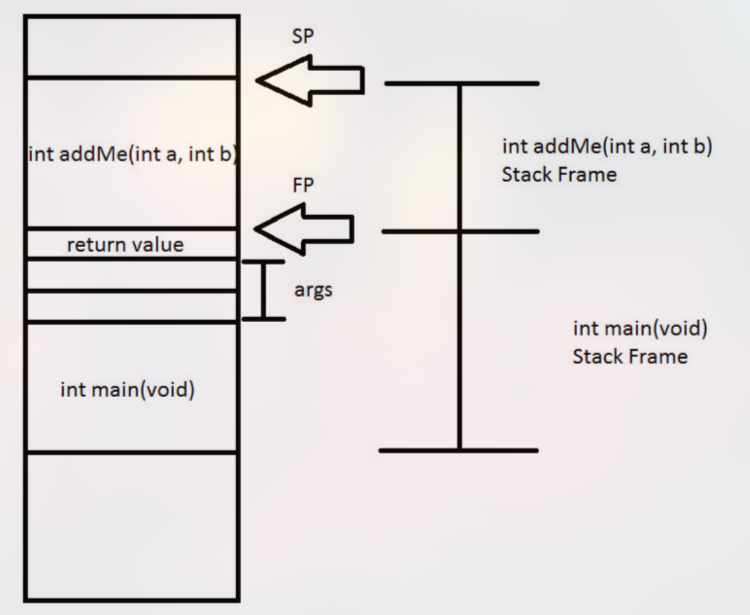 SP
int addMe(int a, int b)
int addMe(int a, int b)
Stack Frame
FP
return value
args
int main(void)
Stack Frame
int main(void)